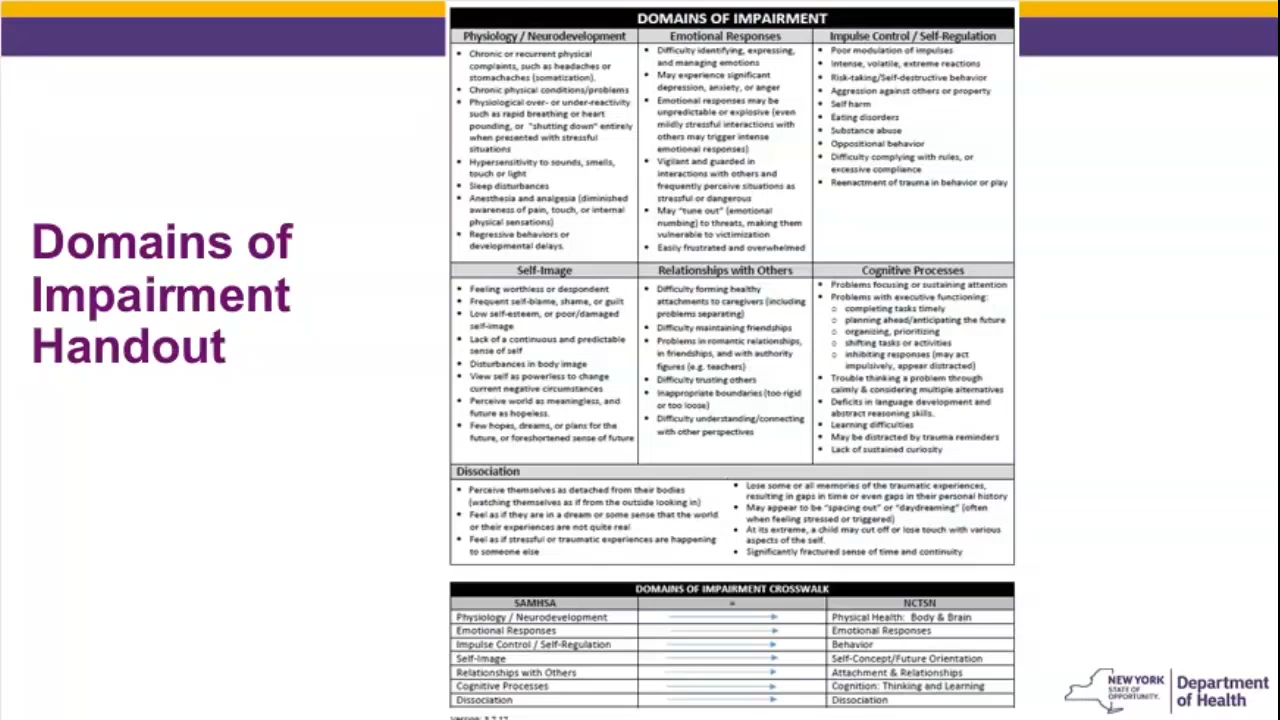 Domains of
Impairment
Handout
DOMAINS OF IMPAIRMENT
Physiology / Neurodevelopment
• Chronic or recurrent physical
complaints, such as headaches or
stomachaches (somatization).
• Chronic physical conditions/problems
• Physiological over- or under-reactivity
such as rapid breathing or heart
pounding, or "shutting down" entirely
when presented with stressful
situations
• Hypersensitivity to sounds, smells,
touch or light
• Sleep disturbances
• Anesthesia and analgesia (diminished
awareness of pain, touch, or internal
physical sensations)
• Regressive behaviors or
developmental delays.
Emotional Responses
• Difficulty identifying, expressing,
and managing emotions
• May experience significant
depression, anxiety, or anger
• Emotional responses may be
unpredictable or explosive (even
mildly stressful interactions with
others may trigger intense
emotional responses)
• Vigilant and guarded in
interactions with others and
frequently perceive situations as
stressful or dangerous
• May "tune out" (emotional
numbing) to threats, making them
vulnerable to victimization
• Easily frustrated and overwhelmed
Impulse Control / Self-Regulation
• Poor modulation of impulses
• Intense, volatile, extreme reactions
• Risk-taking/Self-destructive behavior
• Aggression against others or property
• Self harm
• Eating disorders
• Substance abuse
• Oppositional behavior
• Difficulty complying with rules, or
excessive compliance
• Reenactment of trauma in behavior or play
Self-Image
• Feeling worthless or despondent
• Frequent self-blame, shame, or guilt
• Low self-esteem, or poor/damaged
self-image
• Lack of a continuous and predictable
sense of self
• Disturbances in body image
• View self as powerless to change
current negative circumstances
• Perceive world as meaningless, and
future as hopeless.
• Few hopes, dreams, or plans for the
future, or foreshortened sense of future
Relationships with Others
• Difficulty forming healthy
attachments to caregivers (including
problems separating)
• Difficulty maintaining friendships
• Problems in romantic relationships,
in friendships, and with authority
figures (e.g. teachers)
• Difficulty trusting others
• Inappropriate boundaries (too rigid
or too loose)
• Difficulty understanding/connecting
with other perspectives
Cognitive Processes
• Problems focusing or sustaining attention
• Problems with executive functioning:
o completing tasks timely
o planning ahead/anticipating the future
o organizing, prioritizing
o shifting tasks or activities
o inhibiting responses (may act
impulsively, appear distracted)
• Trouble thinking a problem through
calmly & considering multiple alternatives
• Deficits in language development and
abstract reasoning skills.
• Learning difficulties
• May be distracted by trauma reminders
• Lack of sustained curiosity
Dissociation
• Perceive themselves as detached from their bodies
(watching themselves as if from the outside looking in)
• Feel as if they are in a dream or some sense that the world
or their experiences are not quite real
• Feel as if stressful or traumatic experiences are happening
to someone else
• Lose some or all memories of the traumatic experiences,
resulting in gaps in time or even gaps in their personal history
• May appear to be "spacing out" or "daydreaming" (often
when feeling stressed or triggered)
• At its extreme, a child may cut off or lose touch with various
aspects of the self.
• Significantly fractured sense of time and continuity
DOMAINS OF IMPAIRMENT CROSSWALK
SAMHSA = NCTSN
Physiology / Neurodevelopment Physical Health: Body & Brain
Emotional Responses Emotional Responses
Impulse Control / Self-Regulation Behavior
Self-Image Self-Concept/Future Orientation
Relationships with Others Attachment & Relationships
Cognitive Processes Cognition: Thinking and Learning
Dissociation Dissociation
NEW YORK
STATE OF
OPPORTUNITY.
Department
of Health